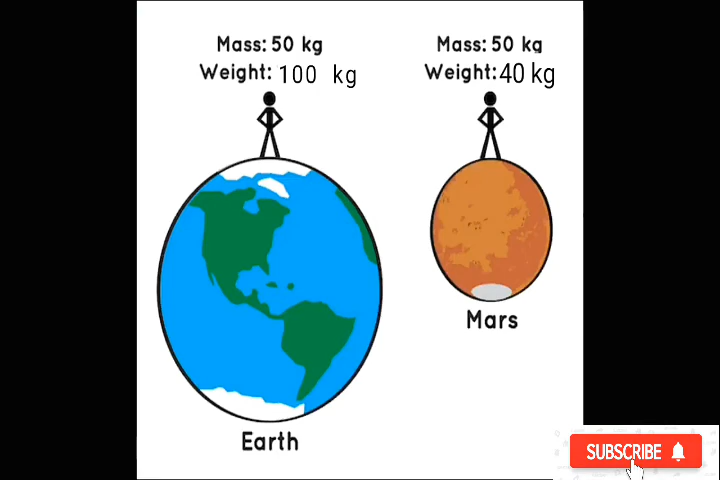 Mass: 50 kg
Weight: 100 kg
Mass: 50 kg
Weight: 40 kg
Earth
Mars
SUBSCRIBE